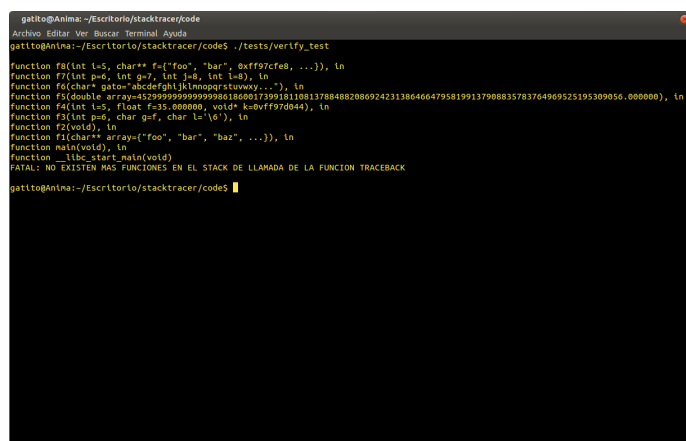 gatito@Anima: ~/Escritorio/stacktracer/code
Archivo Editar Ver Buscar Terminal Ayuda
gatito@Anima:~/Escritorio/stacktracer/code$ ./tests/verify_test
function f8(int i=5, char** f={"foo", "bar", 0xff97cfe8, ...}), in
function f7(int p=6, int g=7, int j=8, int l=8), in
function f6(char* gato="abcdefghijklmnopqrstuvwxy..."), in
function f5(double array=452999999999999986186001739918110813788488208692423138646647958199137908835783764969525195309056.000000), in
function f4(int i=5, float f=35.000000, void* k=0vff97d044), in
function f3(int p=6, char g=f, char l='\6'), in
function f2(void), in
function f1(char** array={"foo", "bar", "baz", ...}), in
function main(void), in
function __libc_start_main(void)
FATAL: NO EXISTEN MAS FUNCIONES EN EL STACK DE LLAMADA DE LA FUNCION TRACEBACK
gatito@Anima:~/Escritorio/stacktracer/code$